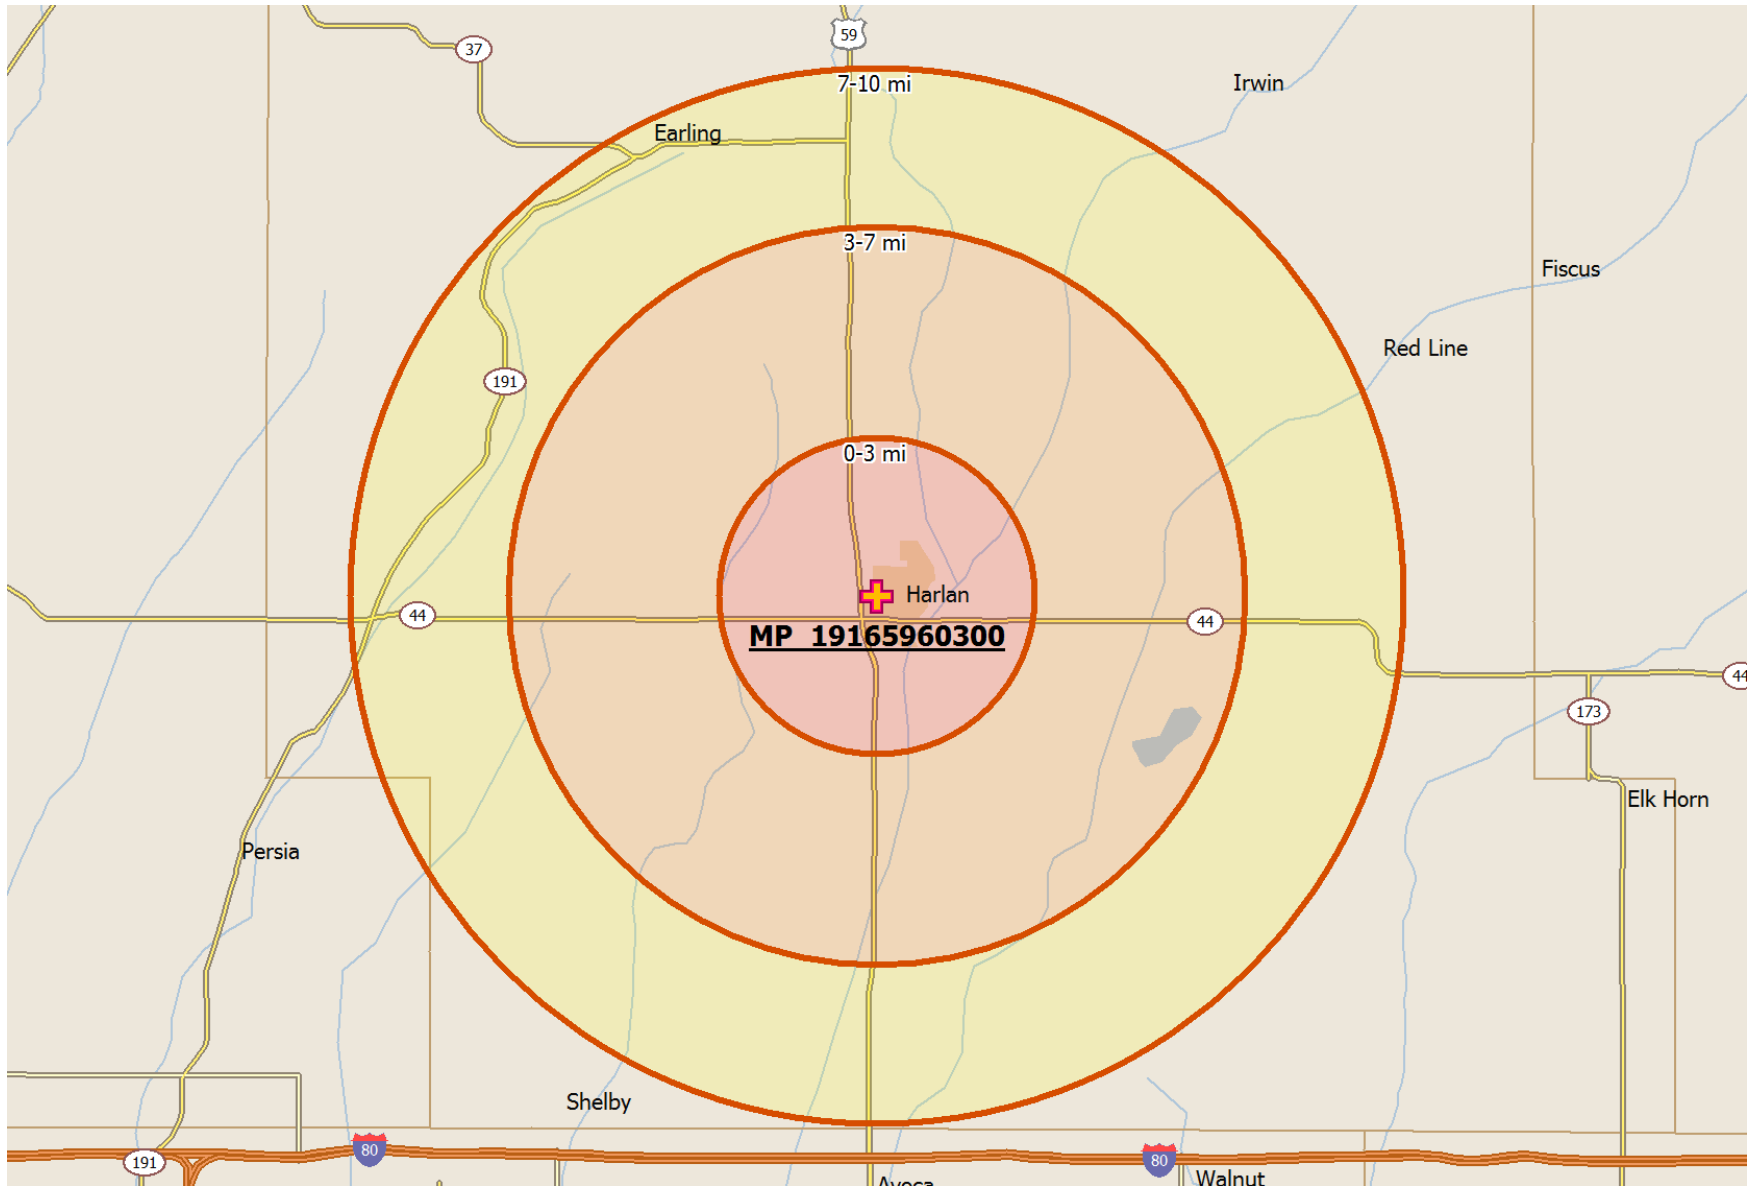 59
37
7-10 mi
Irwin
Earling
3-7 mi
Fiscus
Red Line
191
0-3 mi
Harlan
44
44
MP 19165960300
44
173
Elk Horn
Persia
Shelby
80
80
191
Walnut
Avoca